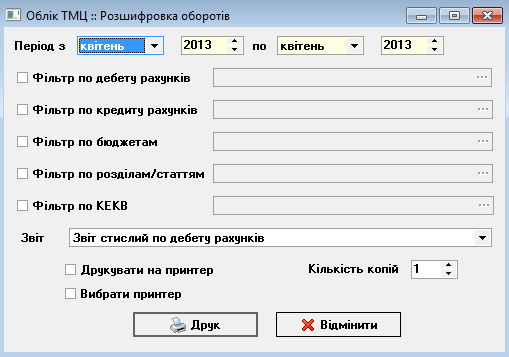 Облік ТМЦ :: Розшифровка оборотів
Період з квітень 2013 по квітень 2013
Фільтр по дебету рахунків ...
Фільтр по кредиту рахунків ...
Фільтр по бюджетам ...
Фільтр по розділам/статтям ...
Фільтр по КЕКВ ...
Звіт Звіт стислий по дебету рахунків
Друкувати на принтер Кількість копій 1
Вибрати принтер
Друк Відмінити